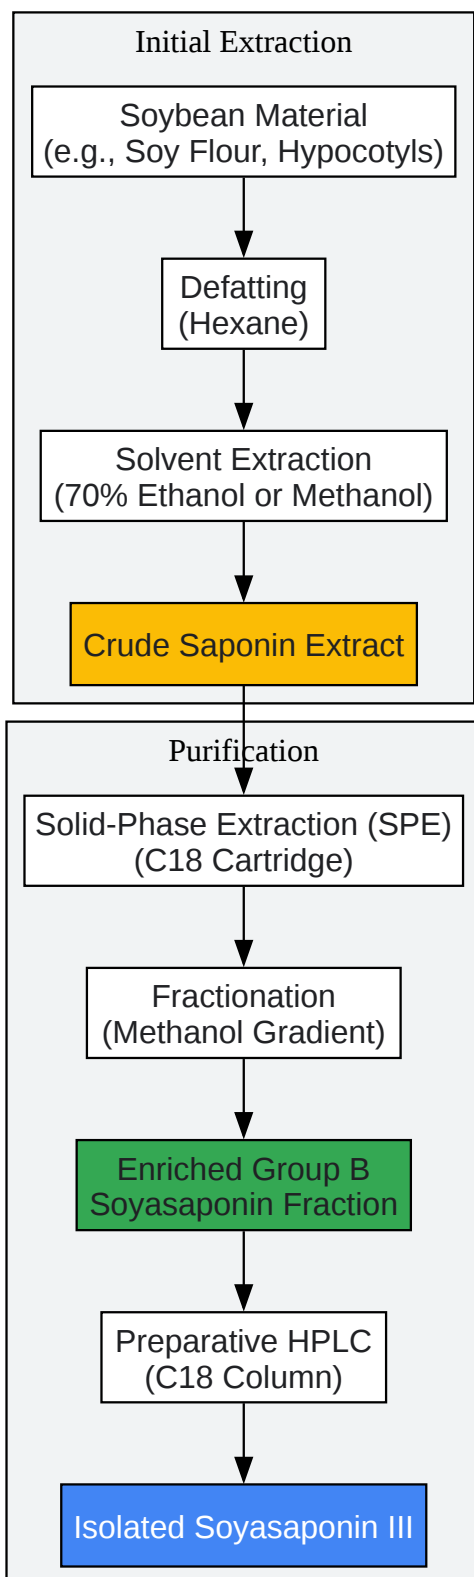 Initial Extraction
Soybean Material
(e.g., Soy Flour, Hypocotyls)
Defatting
(Hexane)
Solvent Extraction
(70% Ethanol or Methanol)
Crude Saponin Extract
Purification
Solid-Phase Extraction (SPE)
(C18 Cartridge)
Fractionation
(Methanol Gradient)
Enriched Group B
Soyasaponin Fraction
Preparative HPLC
(C18 Column)
Isolated Soyasaponin III